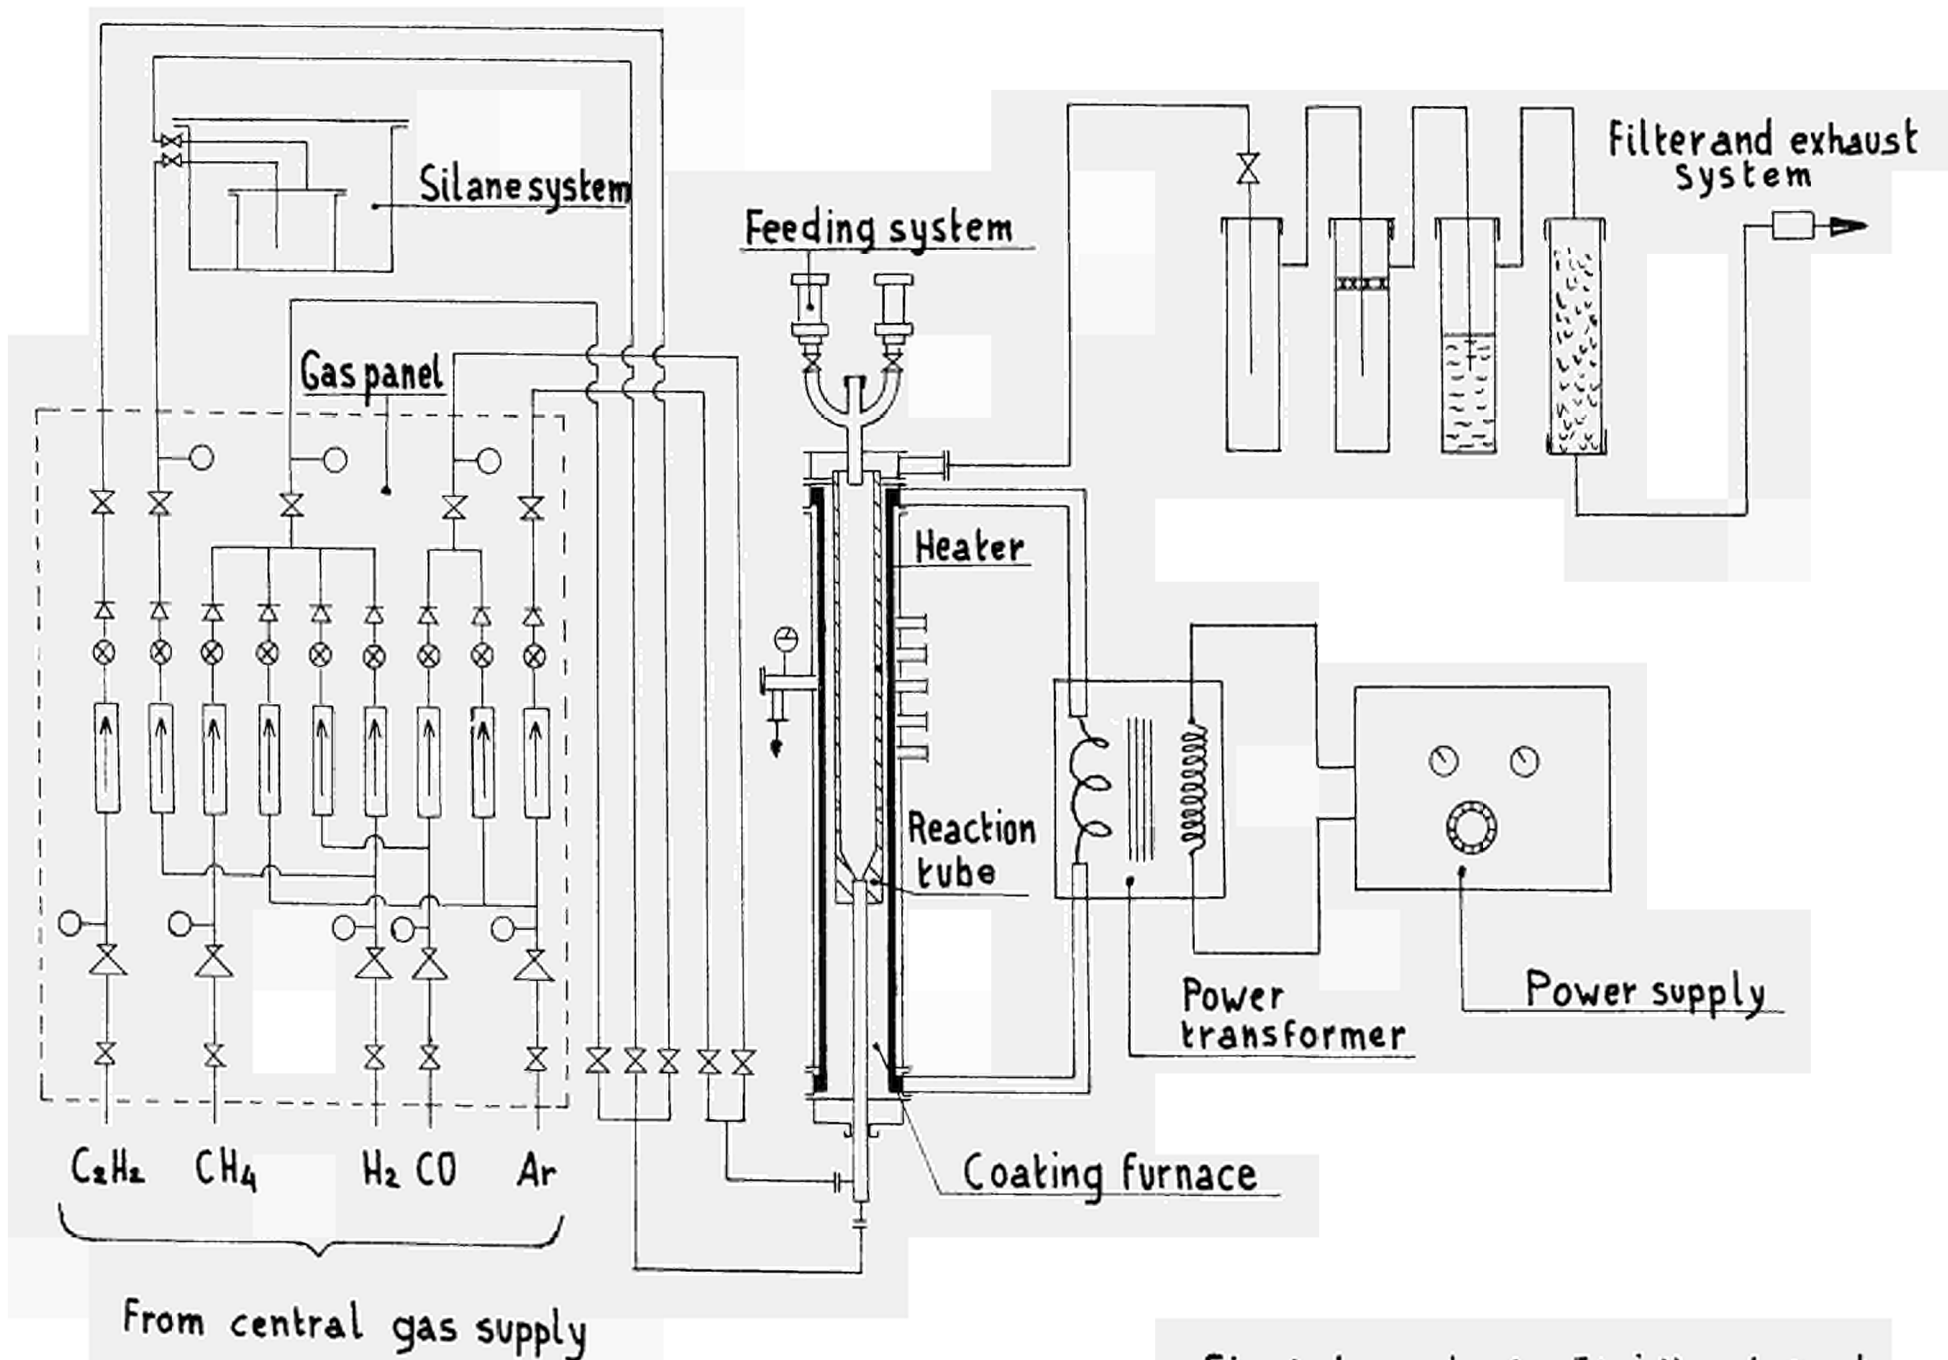 Filter and exhaust
system
Silane system
Feeding system
Gas panel
Heater
Reaction
tube
Power
transformer
Power supply
C₂H₂ CH₄ H₂ CO Ar
Coating furnace
From central gas supply